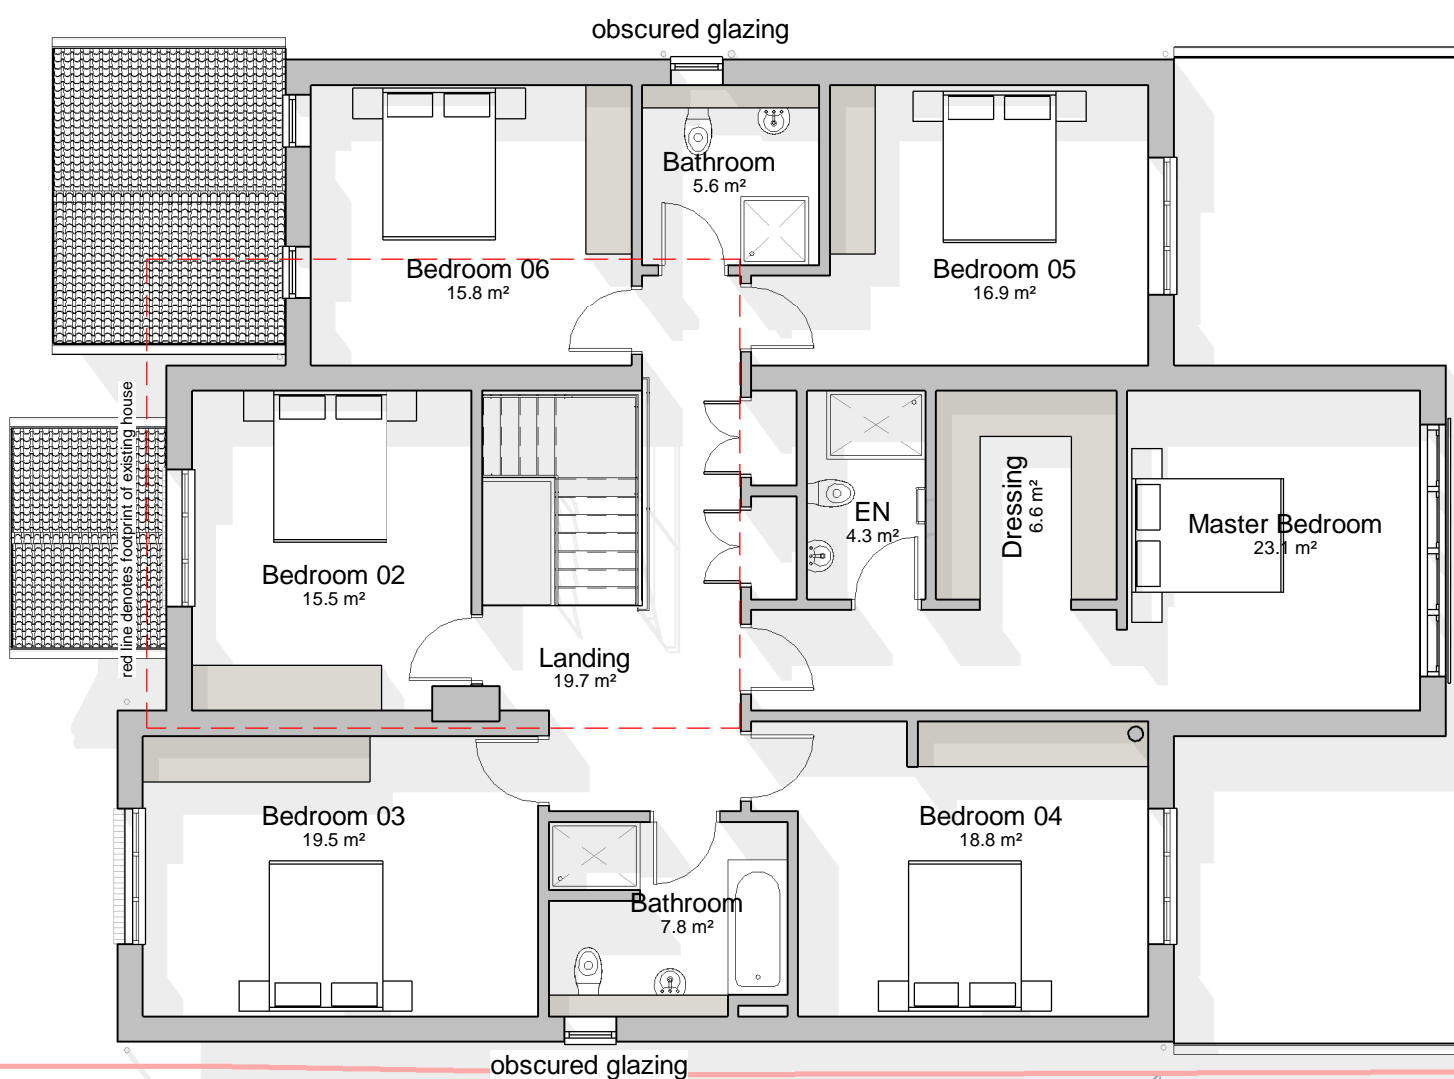 obscured glazing
Bathroom
5.6 m²
Bedroom 06
15.8 m²
Bedroom 05
16.9 m²
red line denotes footprint of existing house
Bedroom 02
15.5 m²
EN
4.3 m²
Dressing
6.6 m²
Master Bedroom
23.1 m²
Landing
19.7 m²
Bedroom 03
19.5 m²
Bedroom 04
18.8 m²
Bathroom
7.8 m²
obscured glazing